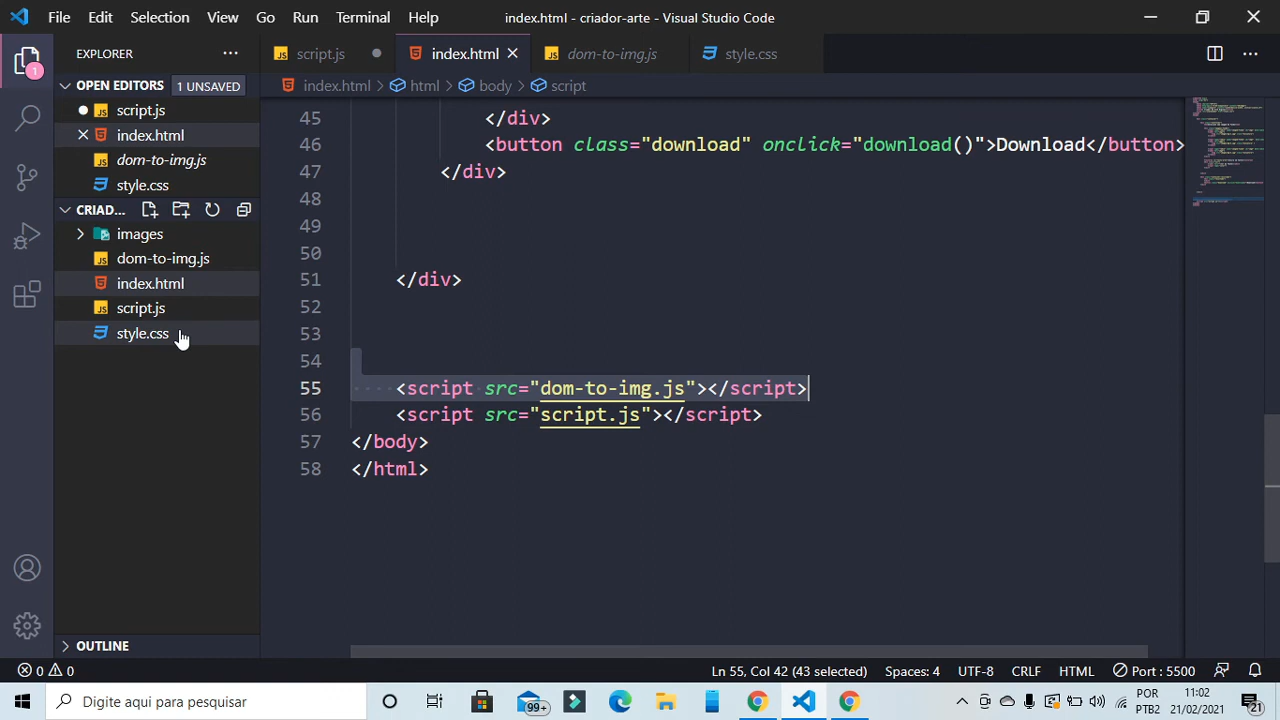 File Edit Selection View Go Run Terminal Help index.html - criador-arte - Visual Studio Code
EXPLORER
script.js index.html dom-to-img.js style.css
OPEN EDITORS 1 UNSAVED
index.html > html > body > script
script.js
index.html
dom-to-img.js
style.css
CRIAD...
images
dom-to-img.js
index.html
script.js
style.css
OUTLINE
1
45 </div>
46 <button class="download" onclick="download()">Download</button>
47 </div>
48
49
50
51 </div>
52
53
54
55 <script src="dom-to-img.js"></script>
56 <script src="script.js"></script>
57 </body>
58 </html>
0 0 Ln 55, Col 42 (43 selected) Spaces: 4 UTF-8 CRLF HTML Port : 5500
Digite aqui para pesquisar 99+ POR 11:02
PTB2 21/02/2021 21